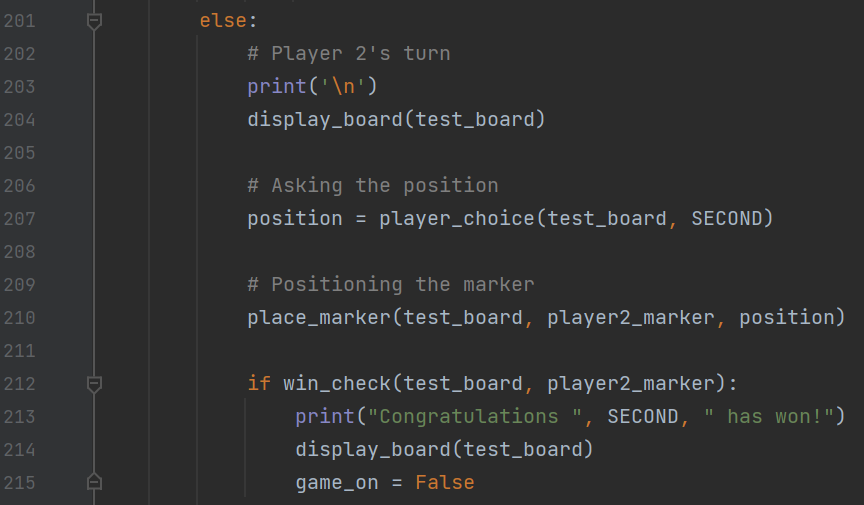 201 else:
202 # Player 2's turn
203 print('\n')
204 display_board(test_board)
205
206 # Asking the position
207 position = player_choice(test_board, SECOND)
208
209 # Positioning the marker
210 place_marker(test_board, player2_marker, position)
211
212 if win_check(test_board, player2_marker):
213 print("Congratulations ", SECOND, " has won!")
214 display_board(test_board)
215 game_on = False